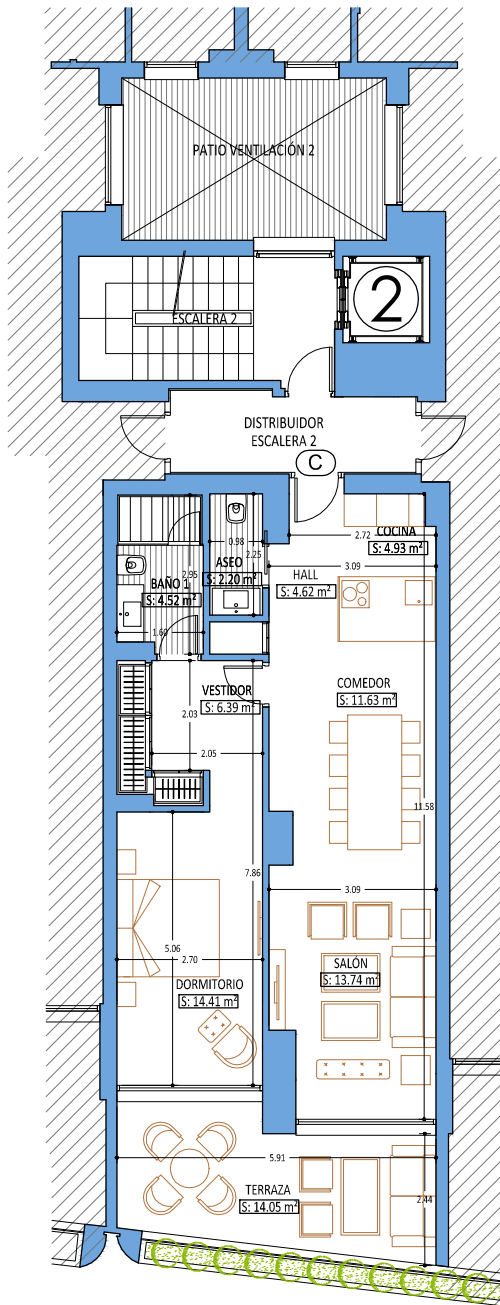 PATIO VENTILACIÓN 2
2
ESCALERA 2
DISTRIBUIDOR
ESCALERA 2
C
COCINA
S: 4.93 m²
2.72
0.98
2.25
ASEO
S: 2.20 m²
HALL
S: 4.62 m²
3.09
BAÑO 1
S: 4.52 m²
2.95
1.60
VESTIDOR
S: 6.39 m²
2.03
2.05
COMEDOR
S: 11.63 m²
11.58
7.86
3.09
5.06
2.70
DORMITORIO
S: 14.41 m²
SALÓN
S: 13.74 m²
5.91
TERRAZA
S: 14.05 m²
2.44